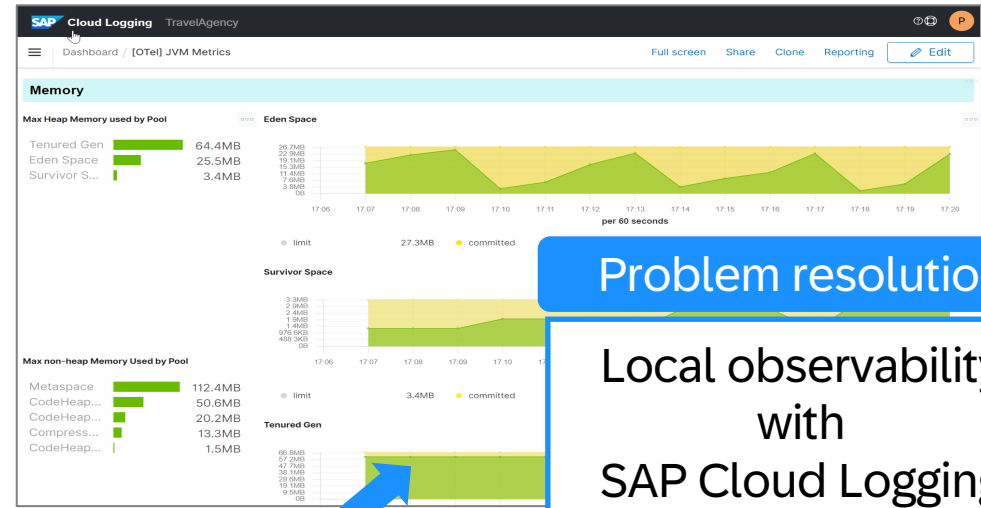 SAP Cloud Logging TravelAgency
P
Dashboard / [OTel] JVM Metrics Full screen Share Clone Reporting Edit
Memory
Max Heap Memory used by Pool
Tenured Gen 64.4MB
Eden Space 25.5MB
Survivor S... 3.4MB
Eden Space
26.7MB
22.9MB
19.1MB
15.3MB
11.4MB
7.6MB
3.8MB
0B
17:06 17:07 17:08 17:09 17:10 17:11 17:12 17:13 17:14 17:15 17:16 17:17 17:18 17:19 17:20
per 60 seconds
limit 27.3MB committed
Survivor Space
3.3MB
2.9MB
2.4MB
1.9MB
1.4MB
976.6KB
488.3KB
0B
17:06 17:07 17:08 17:09 17:10 17
limit 3.4MB committed
Max non-heap Memory Used by Pool
Metaspace 112.4MB
CodeHeap... 50.6MB
CodeHeap... 20.2MB
Compress... 13.3MB
CodeHeap... 1.5MB
Tenured Gen
66.8MB
57.2MB
47.7MB
38.1MB
28.6MB
19.1MB
9.5MB
0B
Problem resolutio
Local observability
with
SAP Cloud Logging